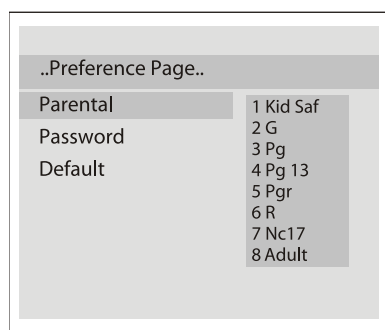 ..Preference Page..
Parental
Password
Default
1 Kid Saf
2 G
3 Pg
4 Pg 13
5 Pgr
6 R
7 Nc17
8 Adult